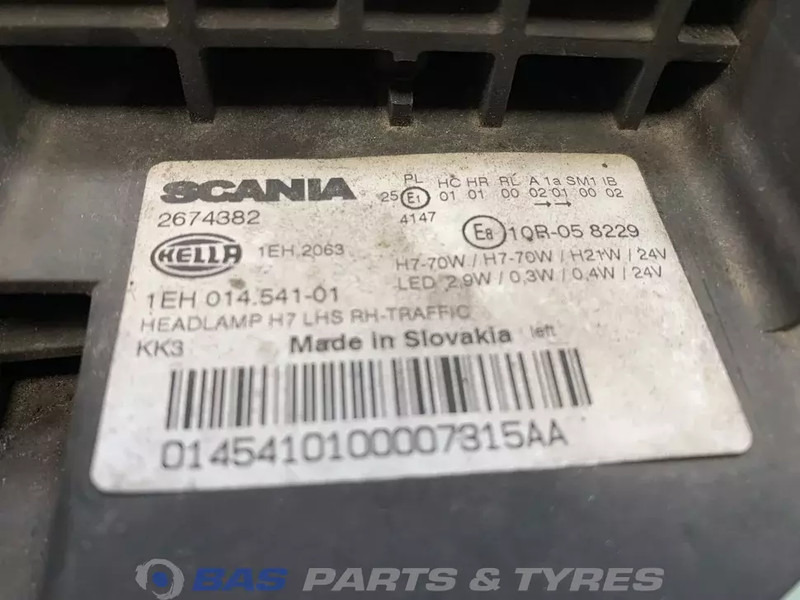 SCANIA
2674382
HELLA 1EH.2063
1EH 014.541-01
HEADLAMP H7 LHS RH-TRAFFIC
KK3 Made in Slovakia left
PL HC HR RL A 1a SM1 IB
25 E1 01 01 00 02 01 00 02
→→
4147
E8 10R-05 8229
H7-70W / H7-70W / H21W / 24V
LED 2,9W / 0,3W / 0,4W / 24V
0145410100007315AA
BAS PARTS & TYRES